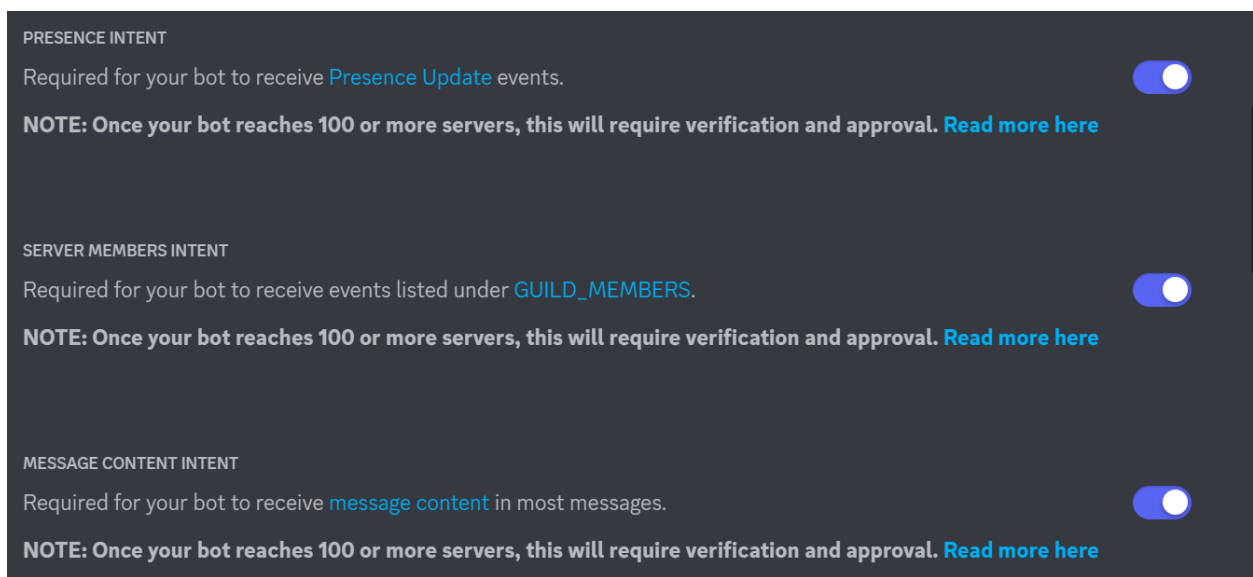 PRESENCE INTENT
Required for your bot to receive Presence Update events.
NOTE: Once your bot reaches 100 or more servers, this will require verification and approval. Read more here
SERVER MEMBERS INTENT
Required for your bot to receive events listed under GUILD_MEMBERS.
NOTE: Once your bot reaches 100 or more servers, this will require verification and approval. Read more here
MESSAGE CONTENT INTENT
Required for your bot to receive message content in most messages.
NOTE: Once your bot reaches 100 or more servers, this will require verification and approval. Read more here